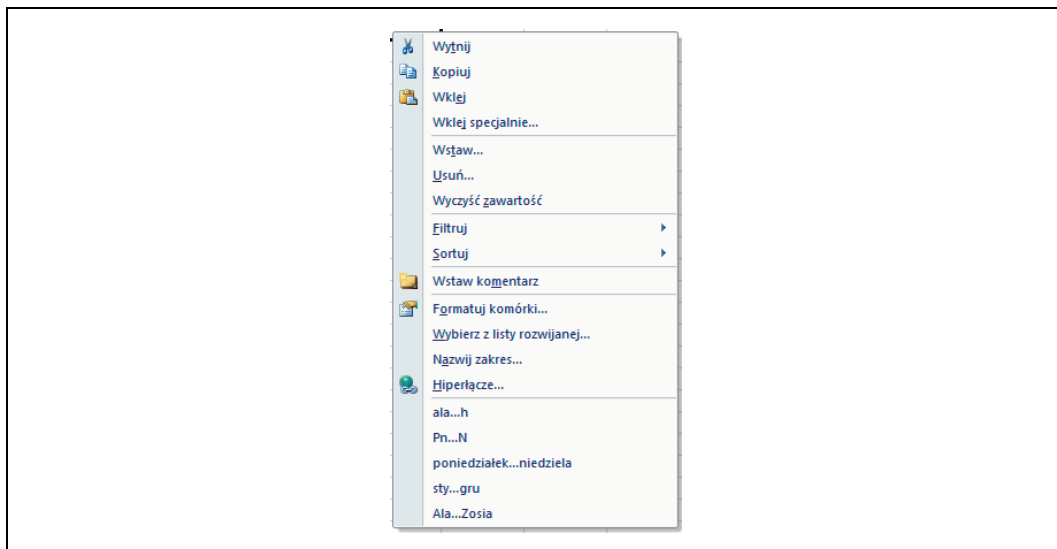 Wytnij
Kopiuj
Wklej
Wklej specjalnie...
Wstaw...
Usuń...
Wyczyść zawartość
Filtruj
Sortuj
Wstaw komentarz
Formatuj komórki...
Wybierz z listy rozwijanej...
Nazwij zakres...
Hiperłącze...
ala...h
Pn...N
poniedziałek...niedziela
sty...gru
Ala...Zosia